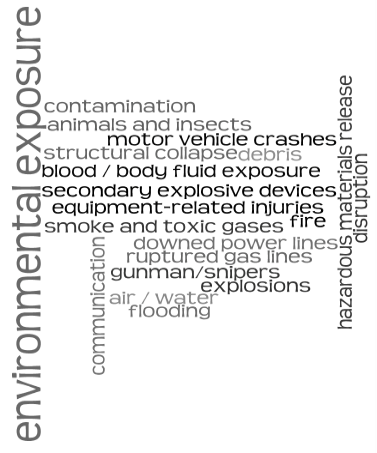 environmental exposure
contamination
animals and insects
motor vehicle crashes
structural collapse
debris
blood / body fluid exposure
secondary explosive devices
equipment-related injuries
fire
smoke and toxic gases
downed power lines
ruptured gas lines
gunman/snipers
explosions
air / water
flooding
communication
hazardous materials release
disruption